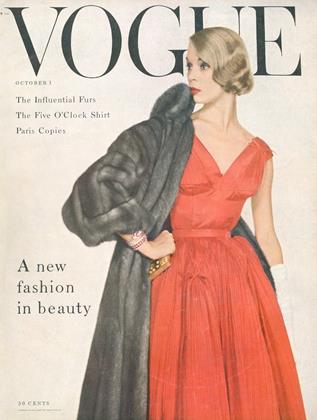 VOGUE
OCTOBER 1
The Influential Furs
The Five O'Clock Shirt
Paris Copies
A new
fashion
in beauty
50 CENTS